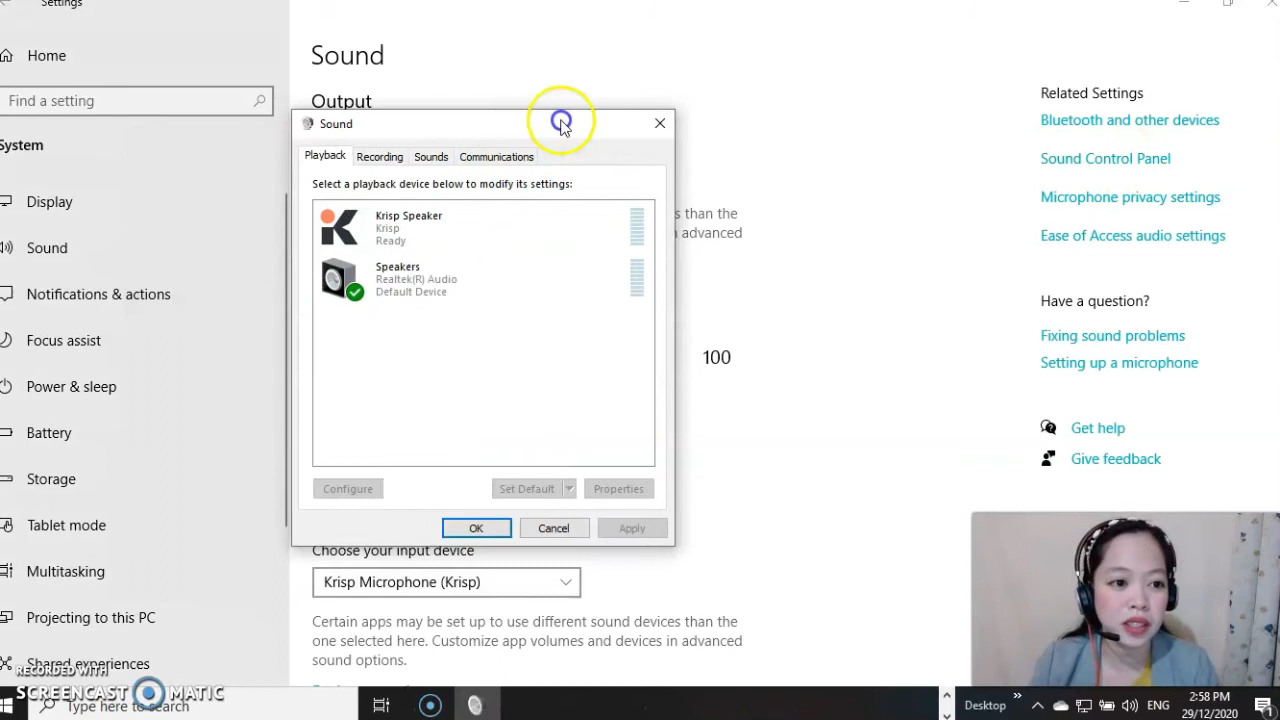 Settings
Home
Find a setting
System
Display
Sound
Notifications & actions
Focus assist
Power & sleep
Battery
Storage
Tablet mode
Multitasking
Projecting to this PC
Shared experiences
Sound
Output
Sound
Playback
Recording
Sounds
Communications
Select a playback device below to modify its settings:
Krisp Speaker
Krisp
Ready
Speakers
Realtek(R) Audio
Default Device
Configure
Set Default
Properties
OK
Cancel
Apply
s than the
advanced
100
Choose your input device
Krisp Microphone (Krisp)
Certain apps may be set up to use different sound devices than the
one selected here. Customize app volumes and devices in advanced
sound options.
Related Settings
Bluetooth and other devices
Sound Control Panel
Microphone privacy settings
Ease of Access audio settings
Have a question?
Fixing sound problems
Setting up a microphone
Get help
Give feedback
RECORDED WITH
SCREENCAST MATIC
Type here to search
Desktop
»
ENG
2:58 PM
29/12/2020
1